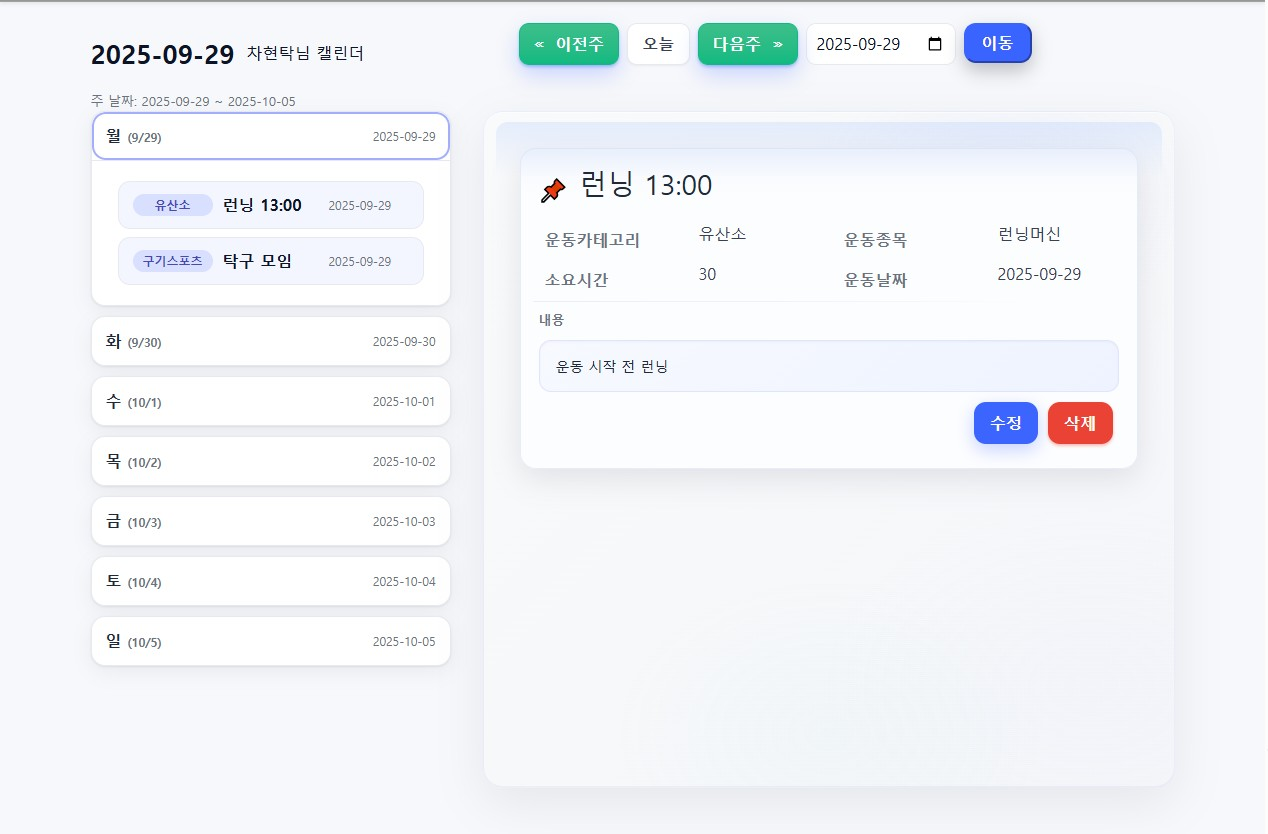 2025-09-29 차현탁님 캘린더
« 이전주 오늘 다음주 » 2025-09-29 이동
주 날짜: 2025-09-29 ~ 2025-10-05
월 (9/29) 2025-09-29
유산소 런닝 13:00 2025-09-29
구기스포츠 탁구 모임 2025-09-29
화 (9/30) 2025-09-30
수 (10/1) 2025-10-01
목 (10/2) 2025-10-02
금 (10/3) 2025-10-03
토 (10/4) 2025-10-04
일 (10/5) 2025-10-05
런닝 13:00
운동카테고리 유산소 운동종목 런닝머신
소요시간 30 운동날짜 2025-09-29
내용
운동 시작 전 런닝
수정 삭제